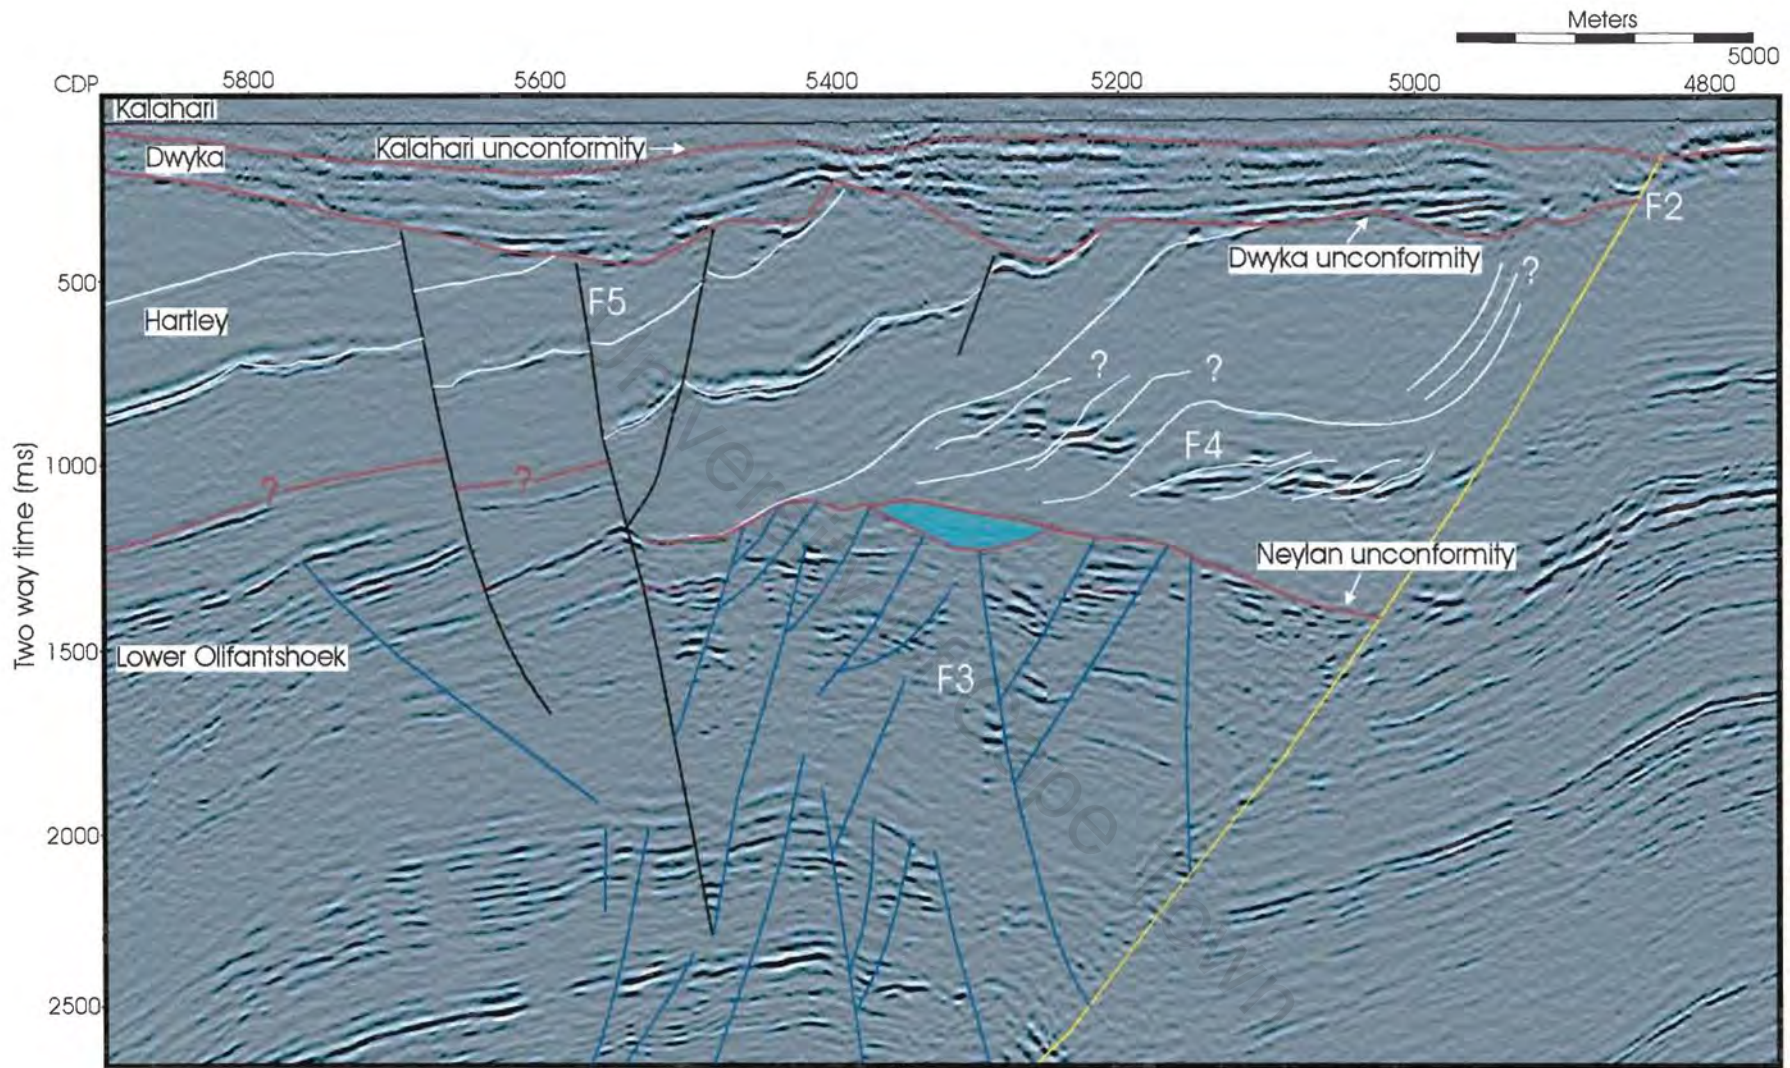 Meters
5000
CDP 5800 5600 5400 5200 5000 4800
Kalahari
Dwyka
Kalahari unconformity
F2
Dwyka unconformity
?
500
Hartley
F5
? ?
F4
1000
? ?
Neylan unconformity
Two way time (ms)
1500
Lower Olifantshoek
F3
2000
2500